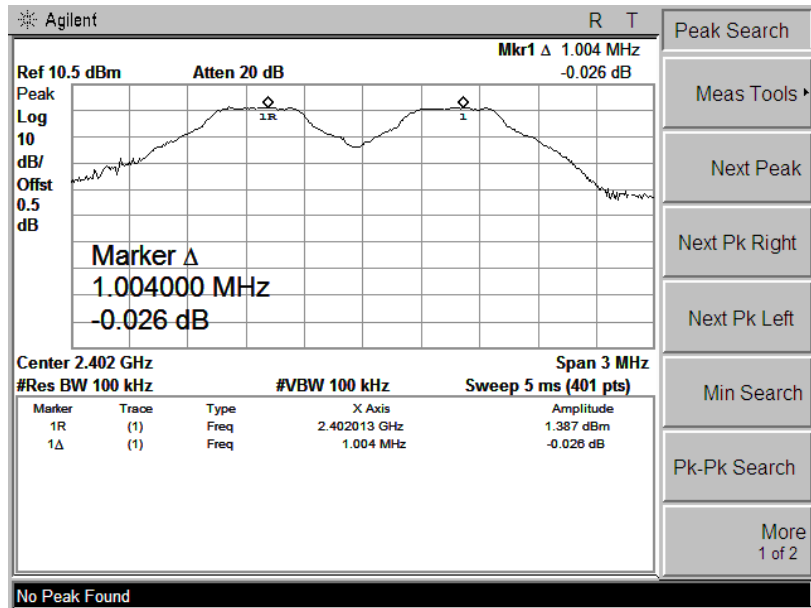 Agilent R T
Mkr1 Δ 1.004 MHz
Ref 10.5 dBm Atten 20 dB -0.026 dB
Peak
Log
10
dB/
Offst
0.5
dB
1R 1
Marker Δ
1.004000 MHz
-0.026 dB
Center 2.402 GHz Span 3 MHz
#Res BW 100 kHz #VBW 100 kHz Sweep 5 ms (401 pts)
Marker Trace Type X Axis Amplitude
1R (1) Freq 2.402013 GHz 1.387 dBm
1Δ (1) Freq 1.004 MHz -0.026 dB
No Peak Found
Peak Search
Meas Tools
Next Peak
Next Pk Right
Next Pk Left
Min Search
Pk-Pk Search
More
1 of 2